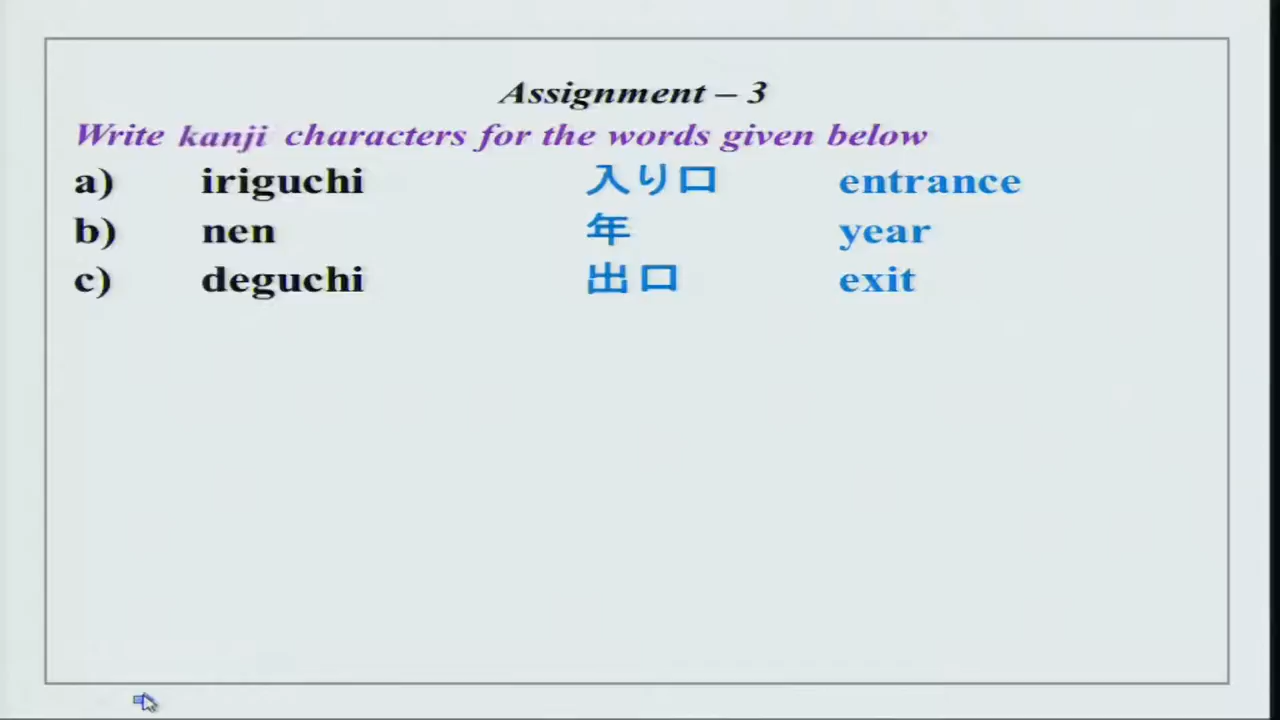 Assignment – 3
Write kanji characters for the words given below
a) iriguchi 入り口 entrance
b) nen 年 year
c) deguchi 出口 exit